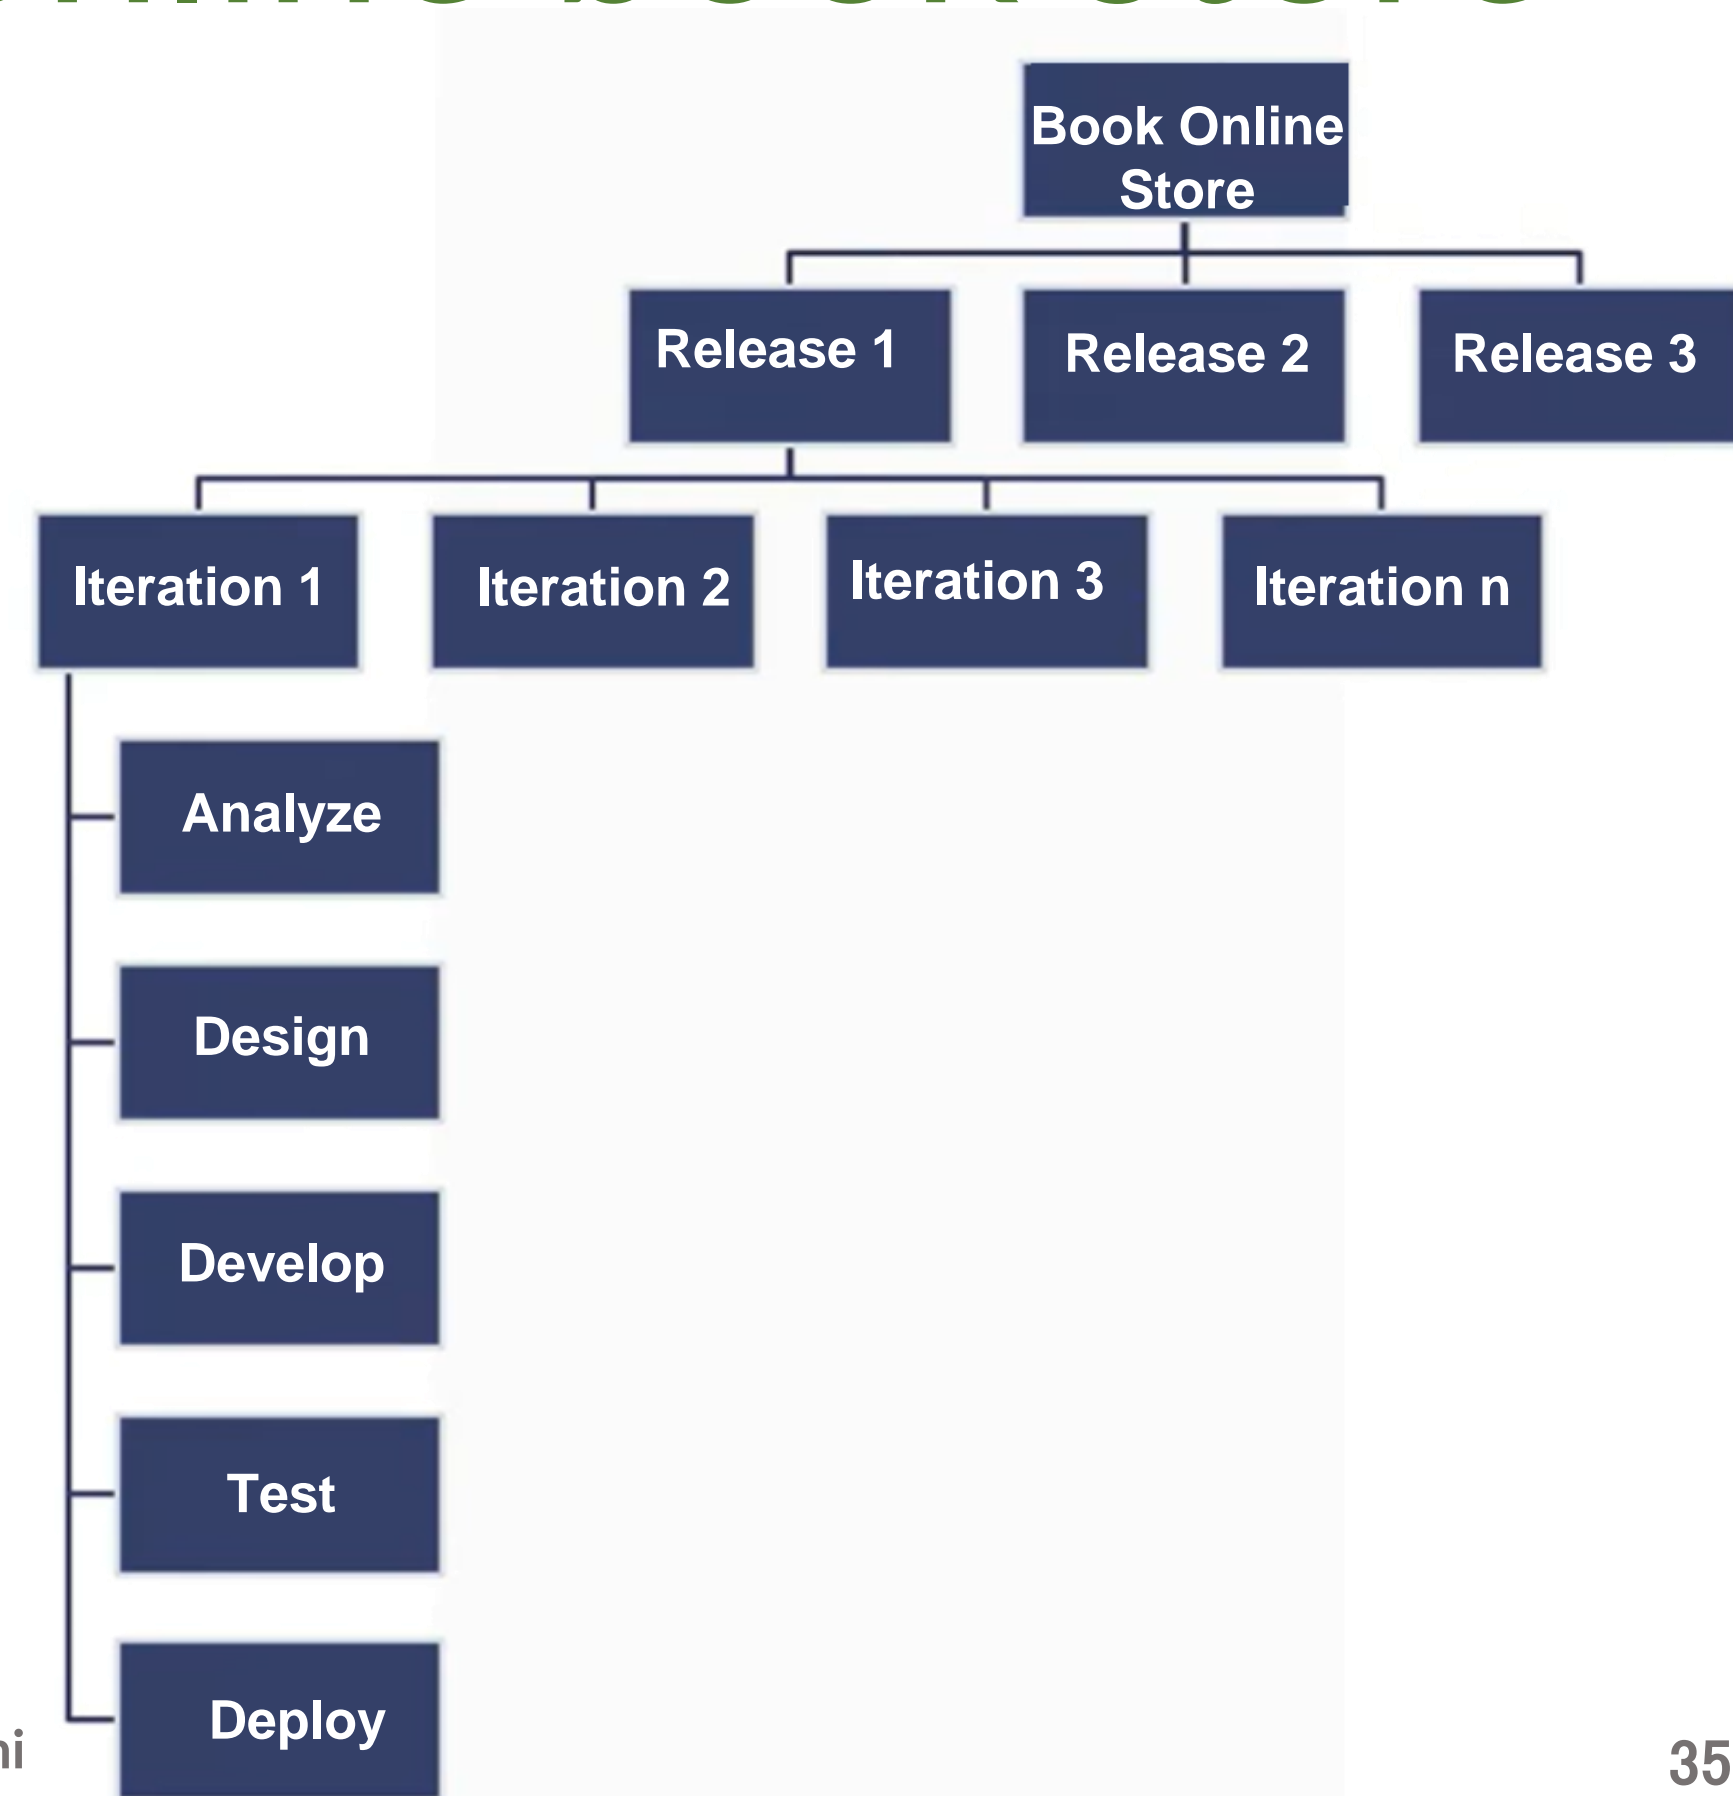 Book Online
Store
Release 1
Release 2
Release 3
Iteration 1
Iteration 2
Iteration 3
Iteration n
Analyze
Design
Develop
Test
Deploy
35